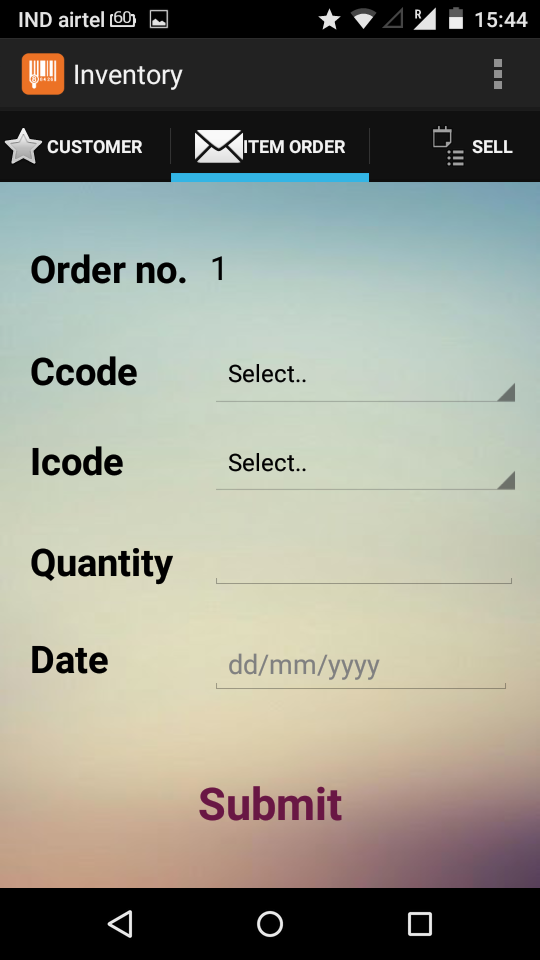 IND airtel 60 R 15:44
Inventory
CUSTOMER ITEM ORDER SELL
Order no. 1
Ccode Select..
Icode Select..
Quantity
Date dd/mm/yyyy
Submit